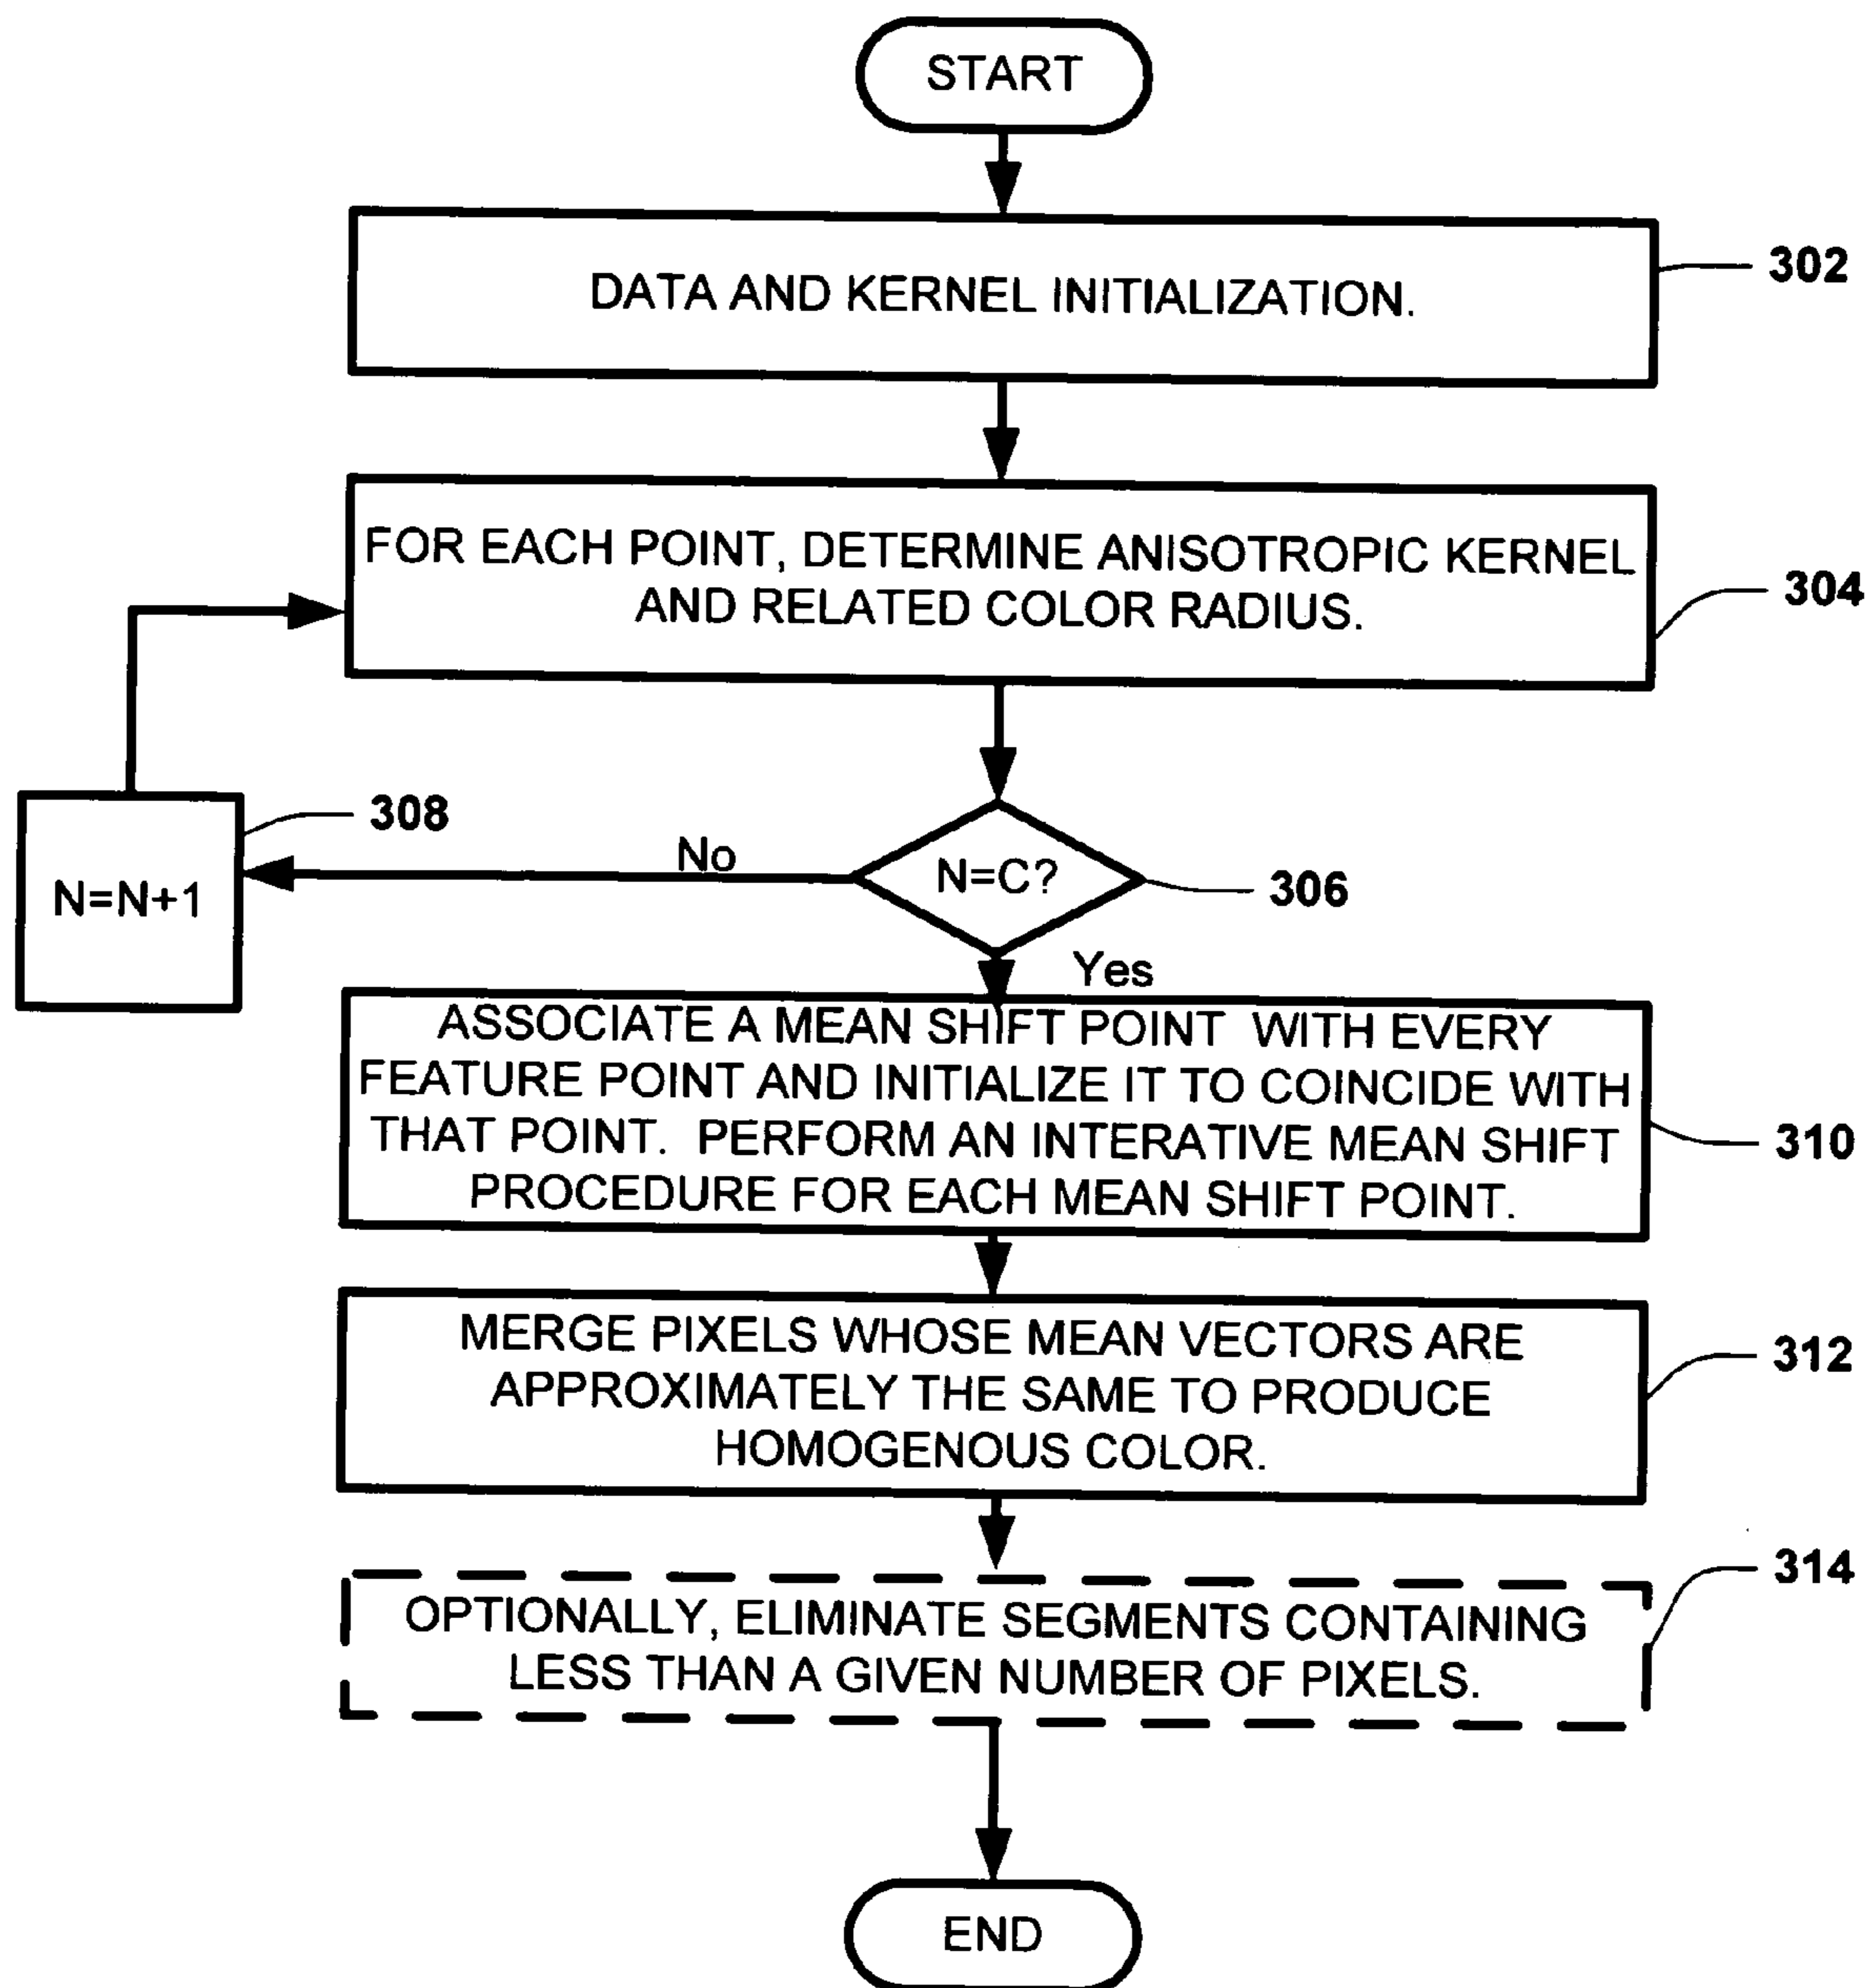 START
DATA AND KERNEL INITIALIZATION.
302
FOR EACH POINT, DETERMINE ANISOTROPIC KERNEL
AND RELATED COLOR RADIUS.
304
308
No
N=C?
306
N=N+1
Yes
ASSOCIATE A MEAN SHIFT POINT WITH EVERY
FEATURE POINT AND INITIALIZE IT TO COINCIDE WITH
THAT POINT. PERFORM AN INTERATIVE MEAN SHIFT
PROCEDURE FOR EACH MEAN SHIFT POINT.
310
MERGE PIXELS WHOSE MEAN VECTORS ARE
APPROXIMATELY THE SAME TO PRODUCE
HOMOGENOUS COLOR.
312
OPTIONALLY, ELIMINATE SEGMENTS CONTAINING
LESS THAN A GIVEN NUMBER OF PIXELS.
314
END